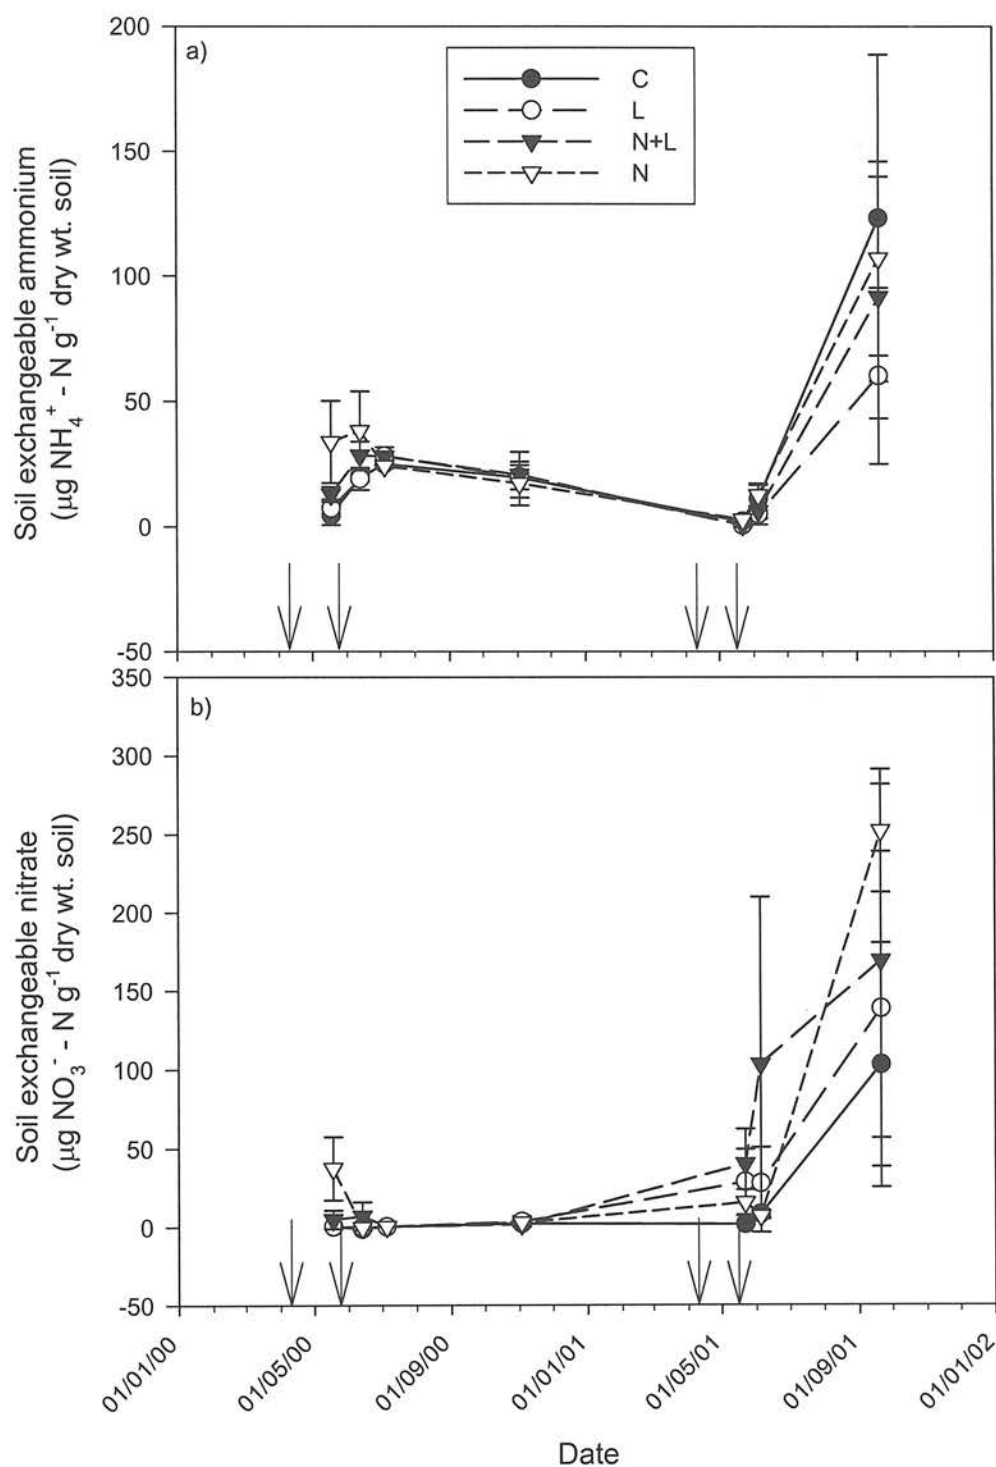 a)
C
L
N+L
N
200
150
100
50
0
-50
Soil exchangeable ammonium
(µg NH₄⁺ - N g⁻¹ dry wt. soil)
b)
350
300
250
200
150
100
50
0
-50
Soil exchangeable nitrate
(µg NO₃⁻ - N g⁻¹ dry wt. soil)
01/01/00
01/05/00
01/09/00
01/01/01
01/05/01
01/09/01
01/01/02
Date